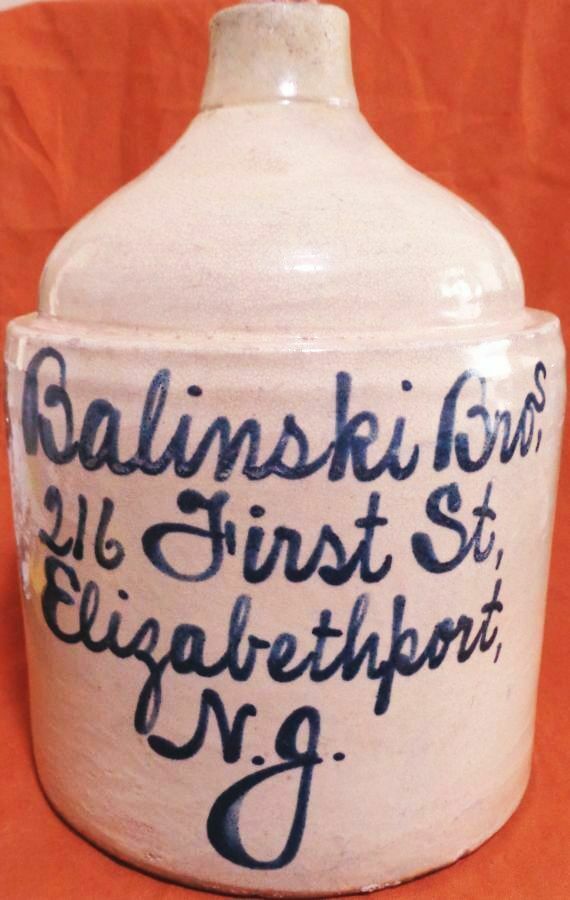 Balinski Bros,
216 First St,
Elizabethport,
N.J.